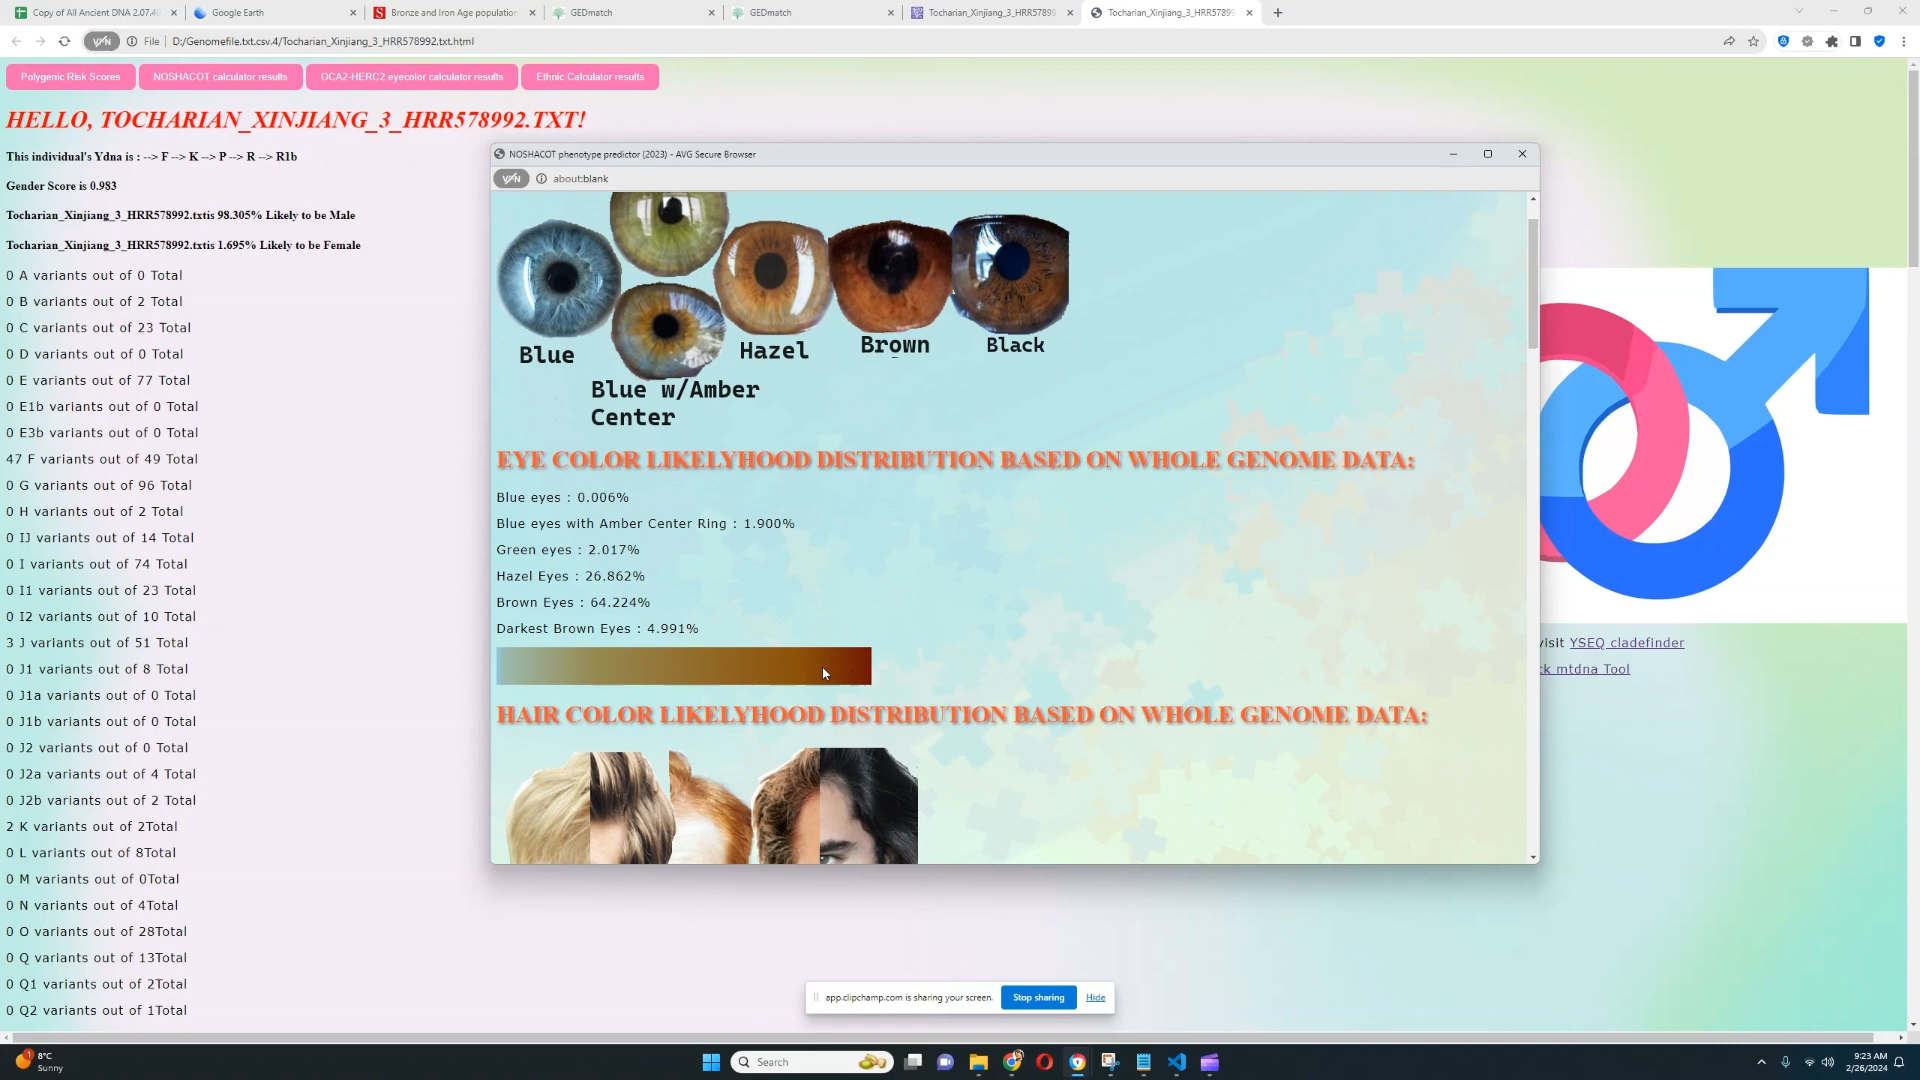 Copy of All Ancient DNA 2.07.46
Google Earth
Bronze and Iron Age population
GEDmatch
GEDmatch
Tocharian_Xinjiang_3_HRR57899
Tocharian_Xinjiang_3_HRR57899
VPN
File
D:/Genomefile.txt.csv.4/Tocharian_Xinjiang_3_HRR578992.txt.html
Polygenic Risk Scores
NOSHACOT calculator results
OCA2-HERC2 eyecolor calculator results
Ethnic Calculator results
HELLO, TOCHARIAN_XINJIANG_3_HRR578992.TXT!
This individual's Ydna is : --> F --> K --> P --> R --> R1b
Gender Score is 0.983
Tocharian_Xinjiang_3_HRR578992.txtis 98.305% Likely to be Male
Tocharian_Xinjiang_3_HRR578992.txtis 1.695% Likely to be Female
0 A variants out of 0 Total
0 B variants out of 2 Total
0 C variants out of 23 Total
0 D variants out of 0 Total
0 E variants out of 77 Total
0 E1b variants out of 0 Total
0 E3b variants out of 0 Total
47 F variants out of 49 Total
0 G variants out of 96 Total
0 H variants out of 2 Total
0 IJ variants out of 14 Total
0 I variants out of 74 Total
0 I1 variants out of 23 Total
0 I2 variants out of 10 Total
3 J variants out of 51 Total
0 J1 variants out of 8 Total
0 J1a variants out of 0 Total
0 J1b variants out of 0 Total
0 J2 variants out of 0 Total
0 J2a variants out of 4 Total
0 J2b variants out of 2 Total
2 K variants out of 2Total
0 L variants out of 8Total
0 M variants out of 0Total
0 N variants out of 4Total
0 O variants out of 28Total
0 Q variants out of 13Total
0 Q1 variants out of 2Total
0 Q2 variants out of 1Total
NOSHACOT phenotype predictor (2023) - AVG Secure Browser
VPN
about:blank
Blue
Hazel
Brown
Black
Blue w/Amber
Center
EYE COLOR LIKELYHOOD DISTRIBUTION BASED ON WHOLE GENOME DATA:
Blue eyes : 0.006%
Blue eyes with Amber Center Ring : 1.900%
Green eyes : 2.017%
Hazel Eyes : 26.862%
Brown Eyes : 64.224%
Darkest Brown Eyes : 4.991%
HAIR COLOR LIKELYHOOD DISTRIBUTION BASED ON WHOLE GENOME DATA:
visit YSEQ cladefinder
ck mtdna Tool
app.clipchamp.com is sharing your screen.
Stop sharing
Hide
1
8°C
Sunny
Search
9:23 AM
2/26/2024